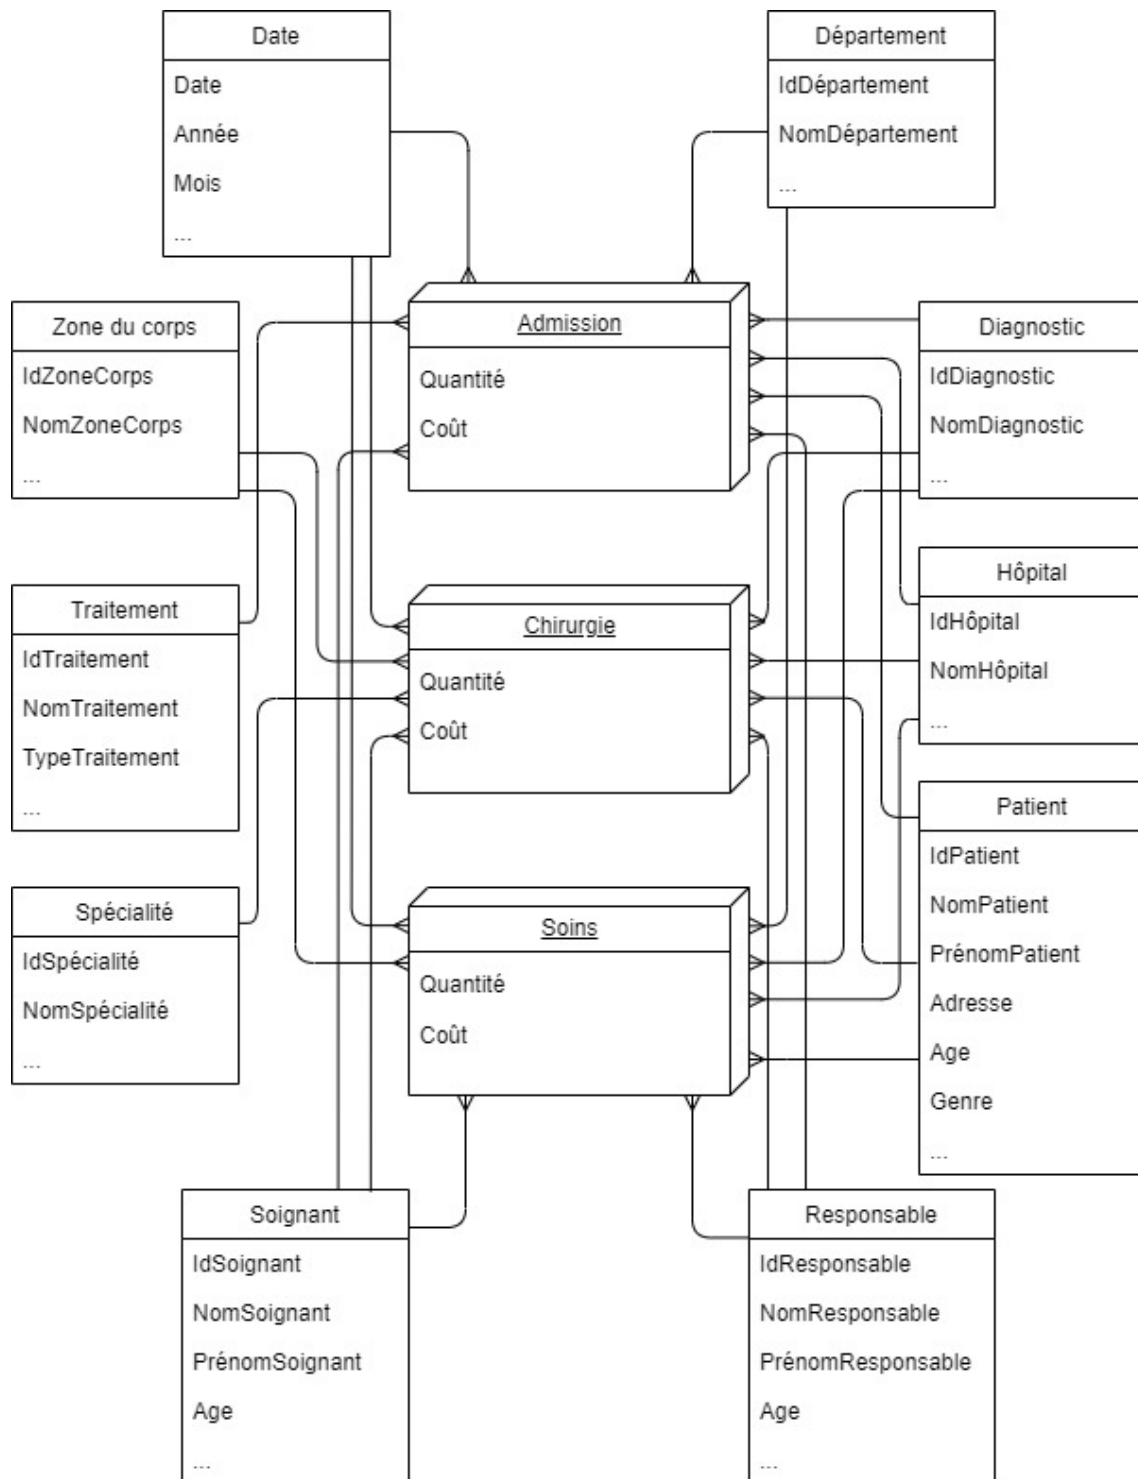 Date
Date
Année
Mois
...
Département
IdDépartement
NomDépartement
...
Zone du corps
IdZoneCorps
NomZoneCorps
...
Admission
Quantité
Coût
Diagnostic
IdDiagnostic
NomDiagnostic
...
Traitement
IdTraitement
NomTraitement
TypeTraitement
...
Chirurgie
Quantité
Coût
Hôpital
IdHôpital
NomHôpital
...
Spécialité
IdSpécialité
NomSpécialité
...
Soins
Quantité
Coût
Patient
IdPatient
NomPatient
PrénomPatient
Adresse
Age
Genre
...
Soignant
IdSoignant
NomSoignant
PrénomSoignant
Age
...
Responsable
IdResponsable
NomResponsable
PrénomResponsable
Age
...